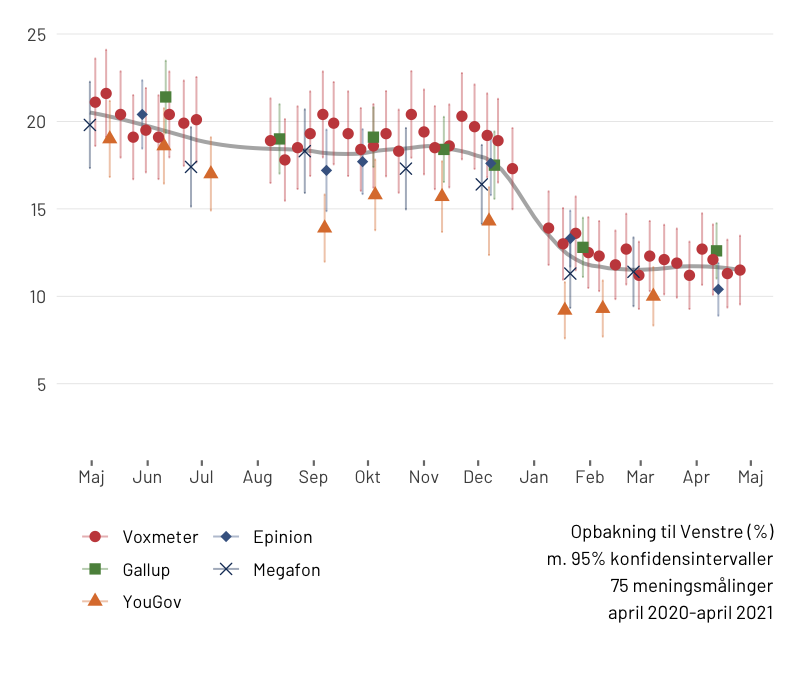 25
20
15
10
5
Maj Jun Jul Aug Sep Okt Nov Dec Jan Feb Mar Apr Maj
Voxmeter Epinion
Gallup Megafon
YouGov
Opbakning til Venstre (%)
m. 95% konfidensintervaller
75 meningsmålinger
april 2020-april 2021